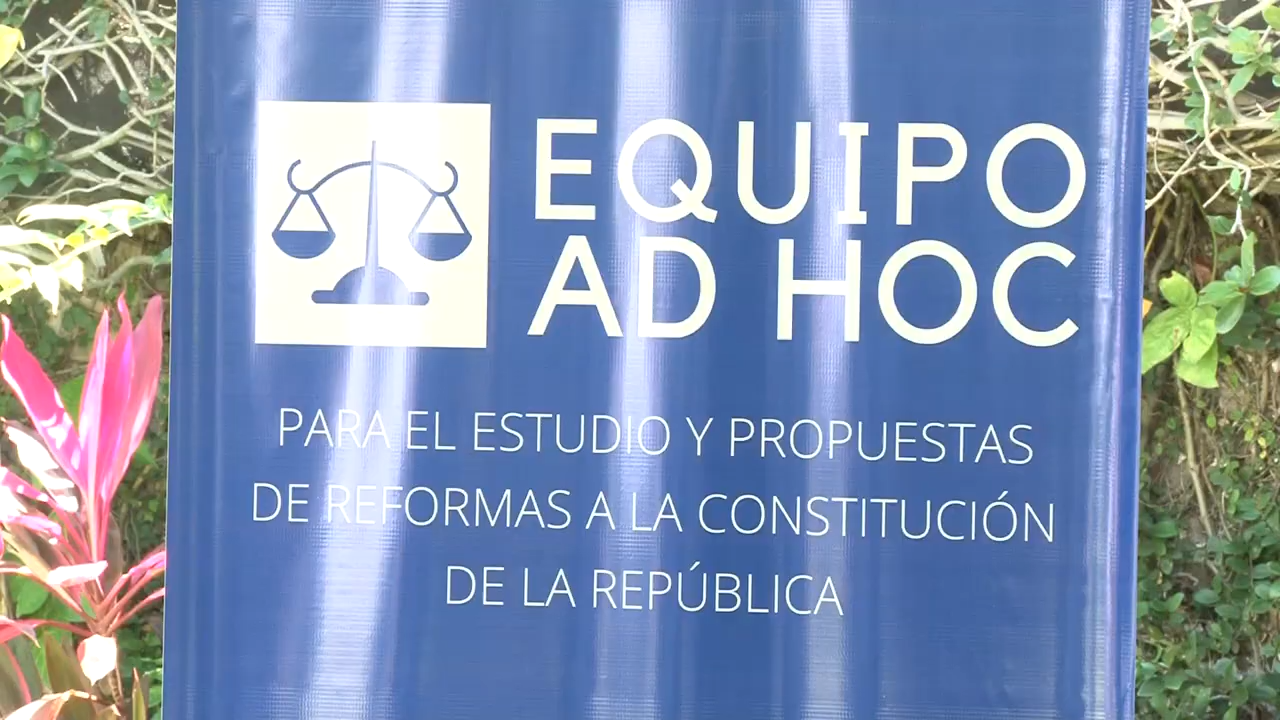 EQUIPO
AD HOC
PARA EL ESTUDIO Y PROPUESTAS
DE REFORMAS A LA CONSTITUCIÓN
DE LA REPÚBLICA